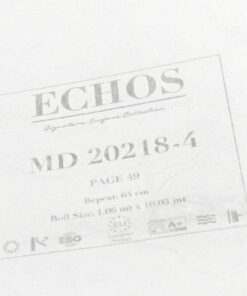 ECHOS
Signature Surface Collection
MD 20218-4
PAGE 49
Repeat: 64 cm
Roll Size: 1.06 mt x 10.05 mt
ISO
A+